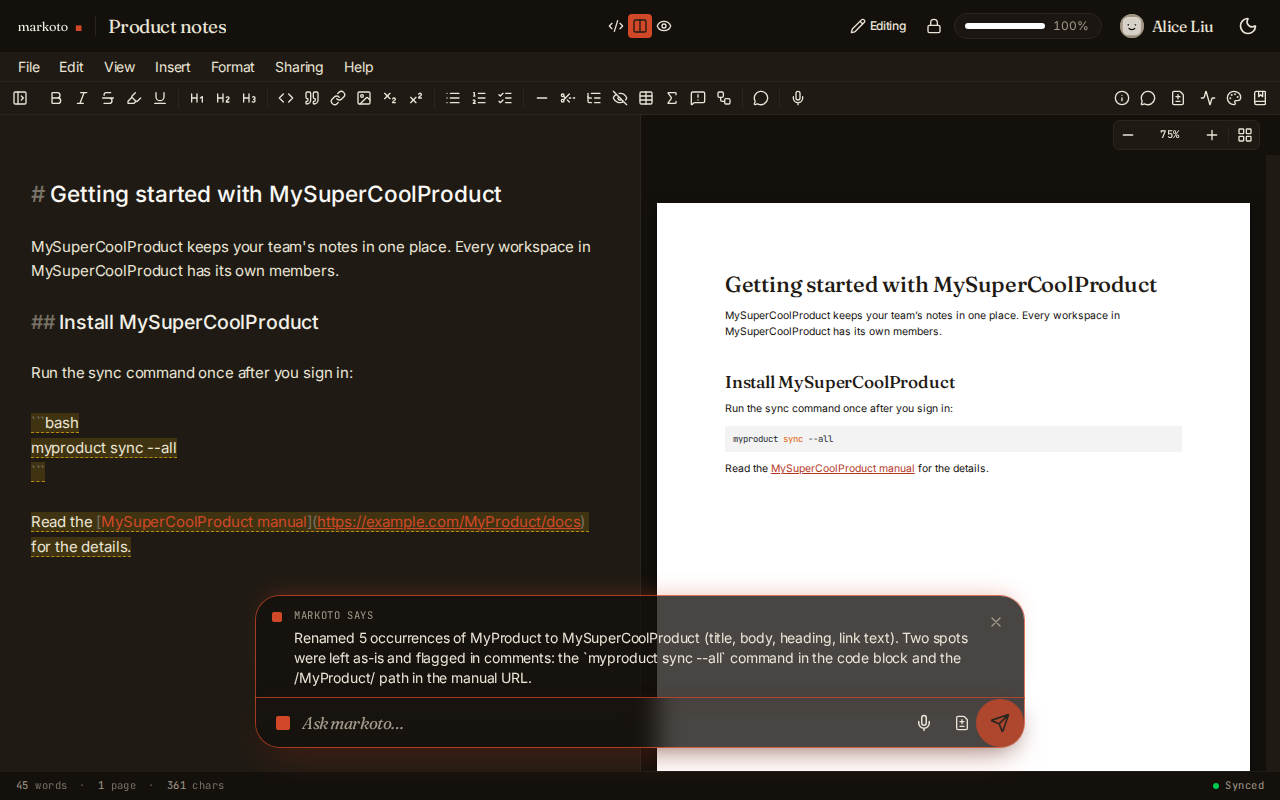 markoto
Product notes
Editing
100%
Alice Liu
File Edit View Insert Format Sharing Help
B I S U H1 H2 H3 X2 x2
75%
# Getting started with MySuperCoolProduct
MySuperCoolProduct keeps your team's notes in one place. Every workspace in
MySuperCoolProduct has its own members.
## Install MySuperCoolProduct
Run the sync command once after you sign in:
```bash
myproduct sync --all
```
Read the [MySuperCoolProduct manual](https://example.com/MyProduct/docs)
for the details.
Getting started with MySuperCoolProduct
MySuperCoolProduct keeps your team’s notes in one place. Every workspace in
MySuperCoolProduct has its own members.
Install MySuperCoolProduct
Run the sync command once after you sign in:
myproduct sync --all
Read the MySuperCoolProduct manual for the details.
MARKOTO SAYS
Renamed 5 occurrences of MyProduct to MySuperCoolProduct (title, body, heading, link text). Two spots
were left as-is and flagged in comments: the `myproduct sync --all` command in the code block and the
/MyProduct/ path in the manual URL.
Ask markoto...
45 words · 1 page · 361 chars
Synced